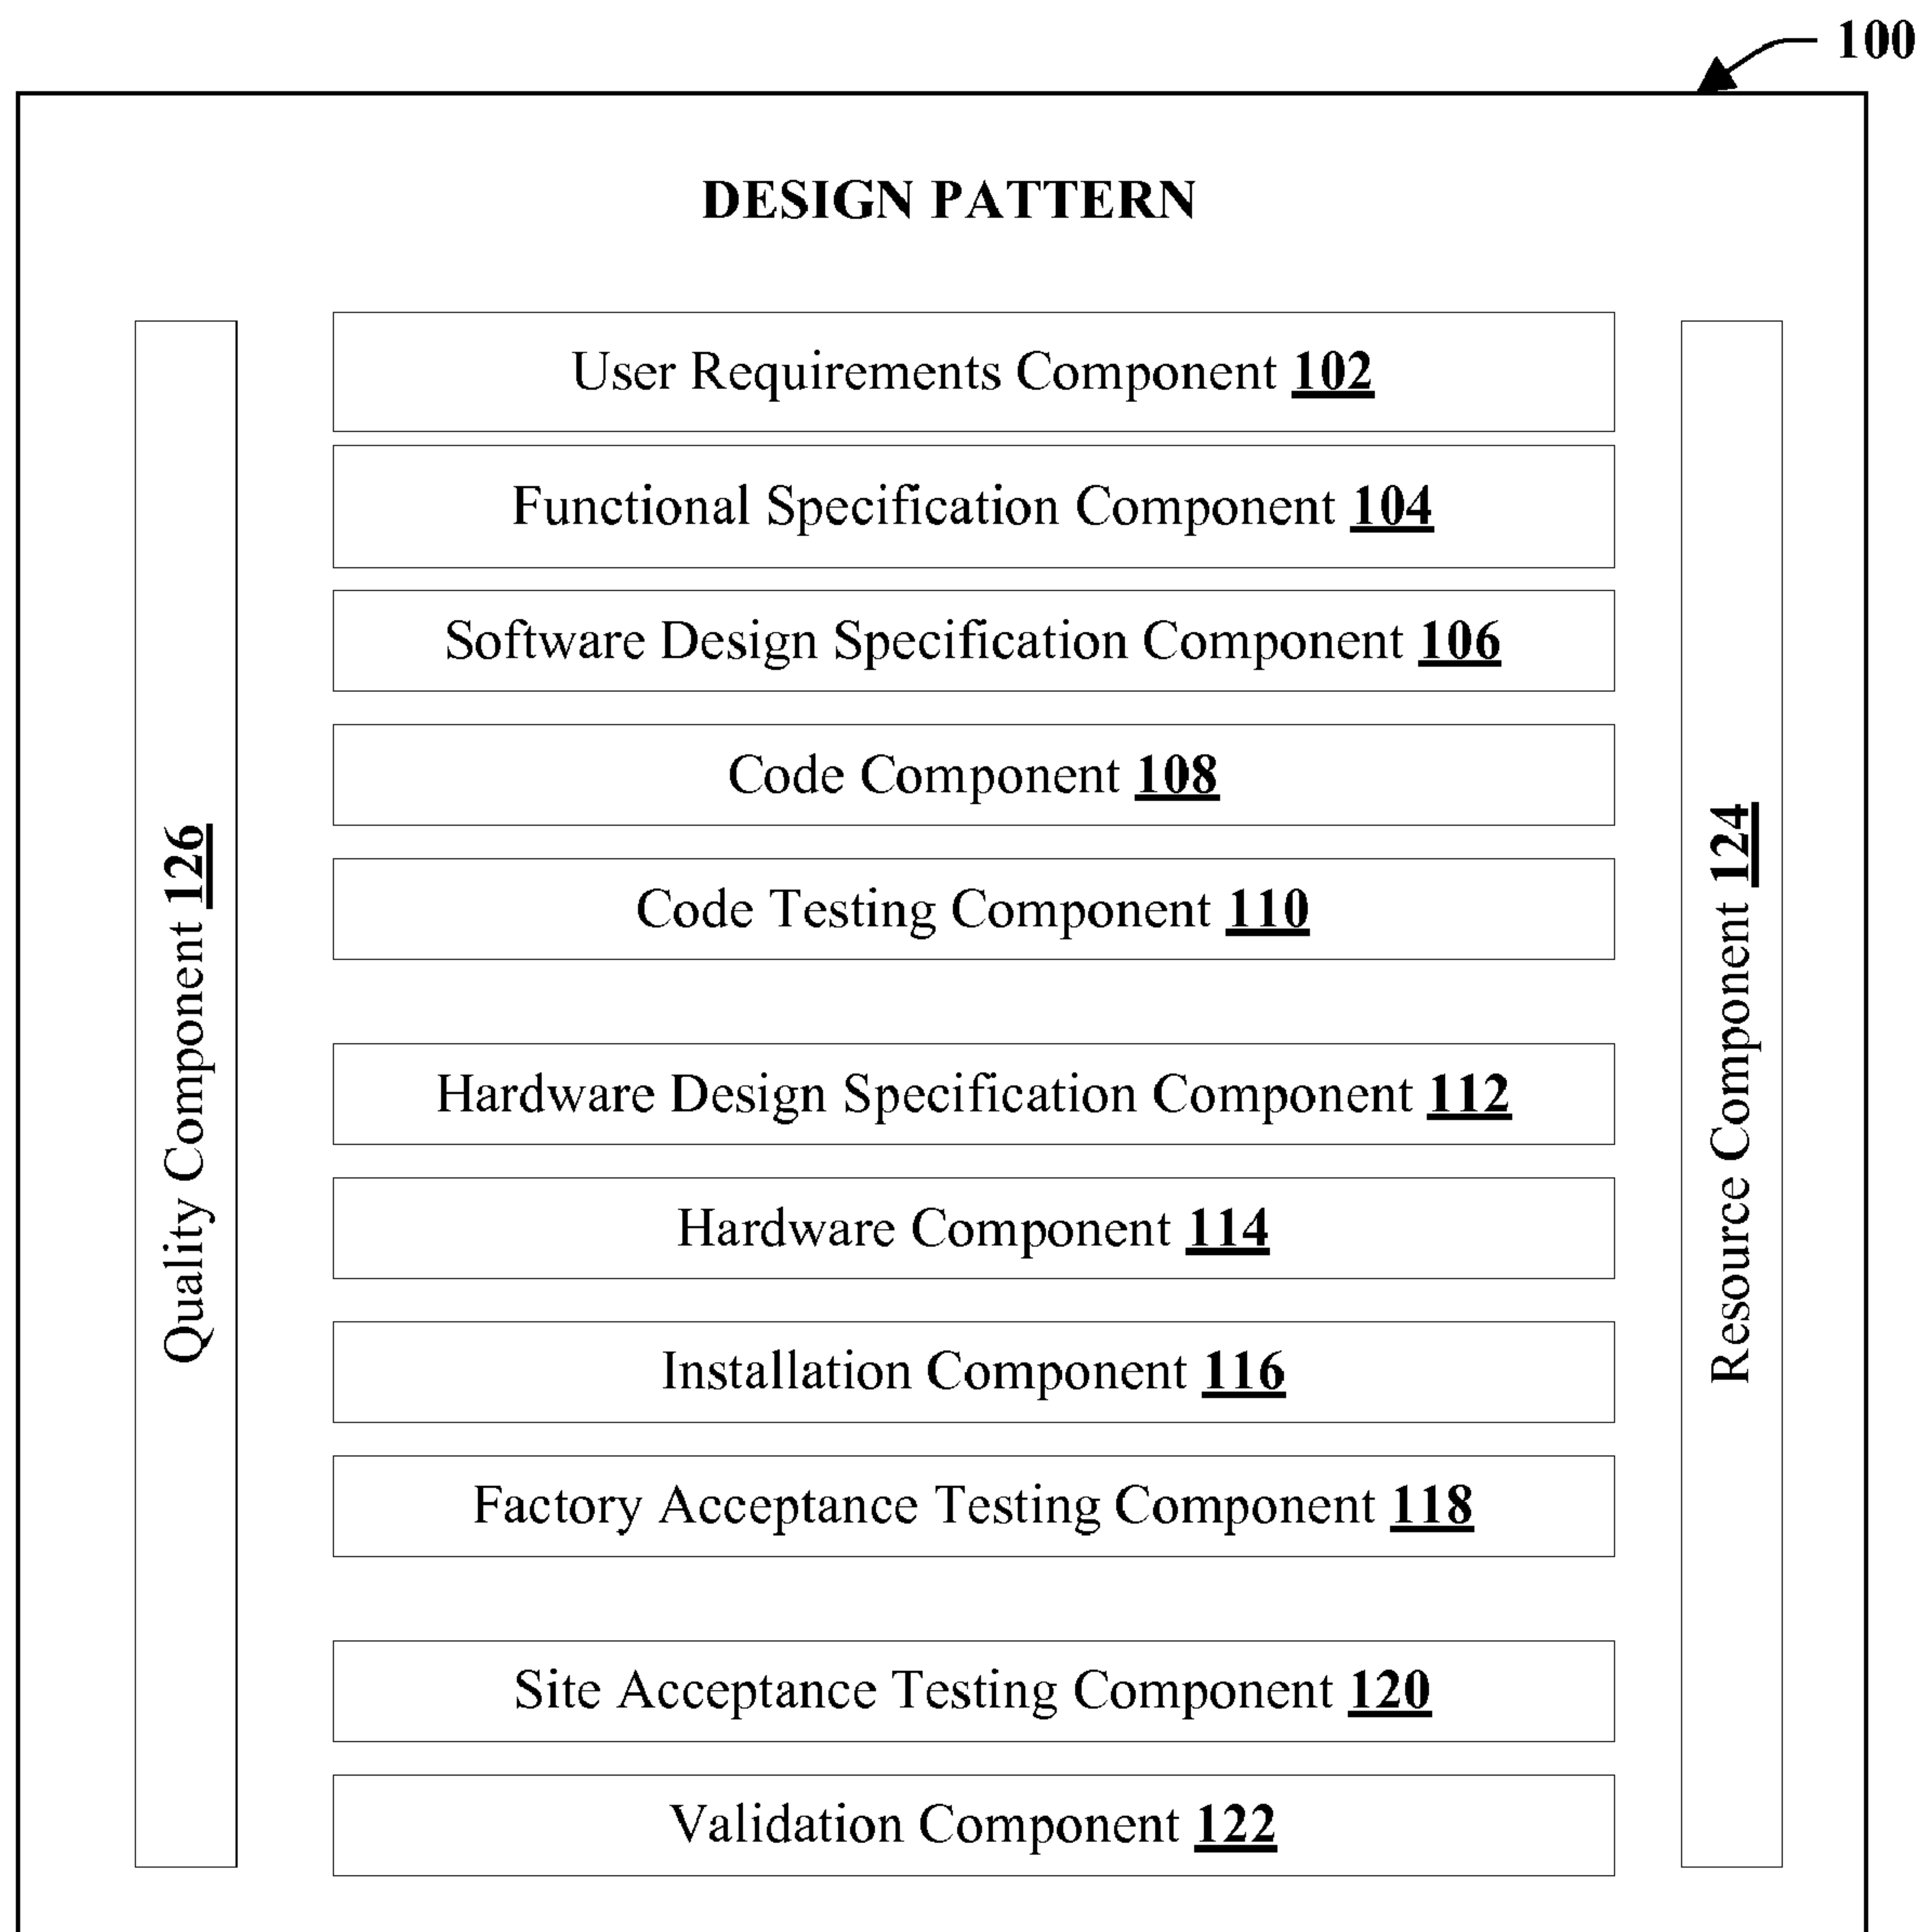 100
DESIGN PATTERN
User Requirements Component 102
Functional Specification Component 104
Software Design Specification Component 106
Code Component 108
Code Testing Component 110
Hardware Design Specification Component 112
Hardware Component 114
Installation Component 116
Factory Acceptance Testing Component 118
Site Acceptance Testing Component 120
Validation Component 122
Quality Component 126
Resource Component 124